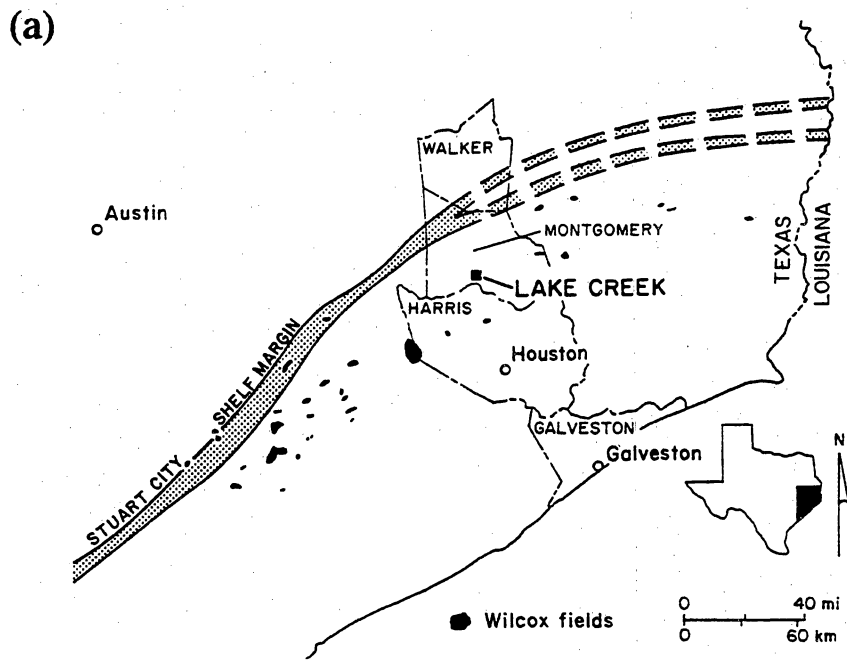 (a)
WALKER
Austin
MONTGOMERY
TEXAS
LOUISIANA
LAKE CREEK
HARRIS
Houston
STUART CITY SHELF MARGIN
GALVESTON
Galveston
N
Wilcox fields
0 40 mi
0 60 km